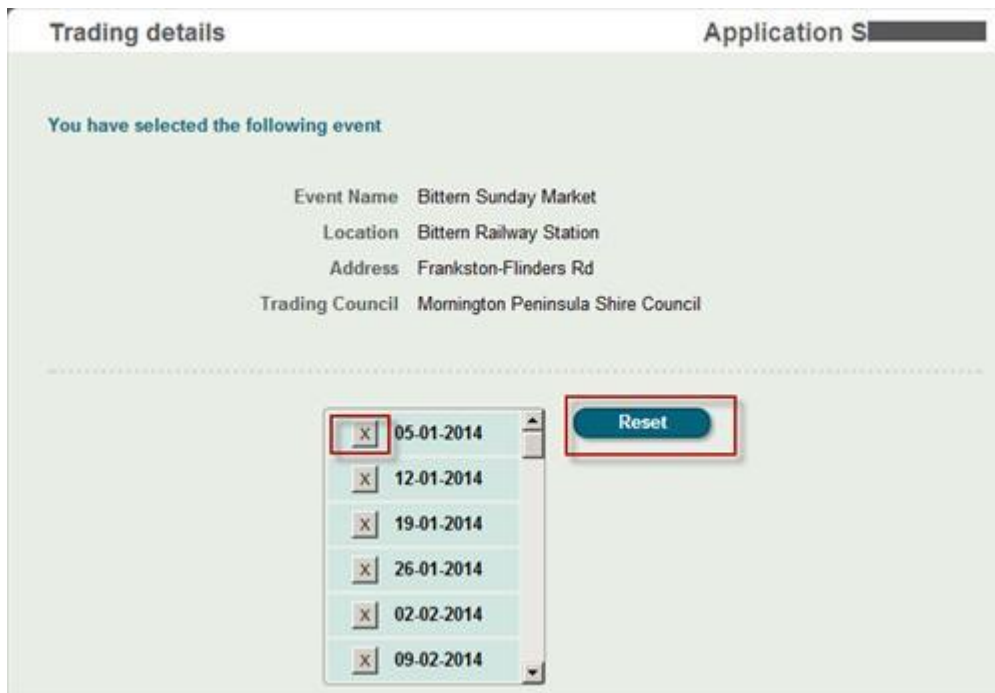 Trading details Application S
You have selected the following event
Event Name Bittern Sunday Market
Location Bittern Railway Station
Address Frankston-Flinders Rd
Trading Council Mornington Peninsula Shire Council
X 05-01-2014 Reset
X 12-01-2014
X 19-01-2014
X 26-01-2014
X 02-02-2014
X 09-02-2014